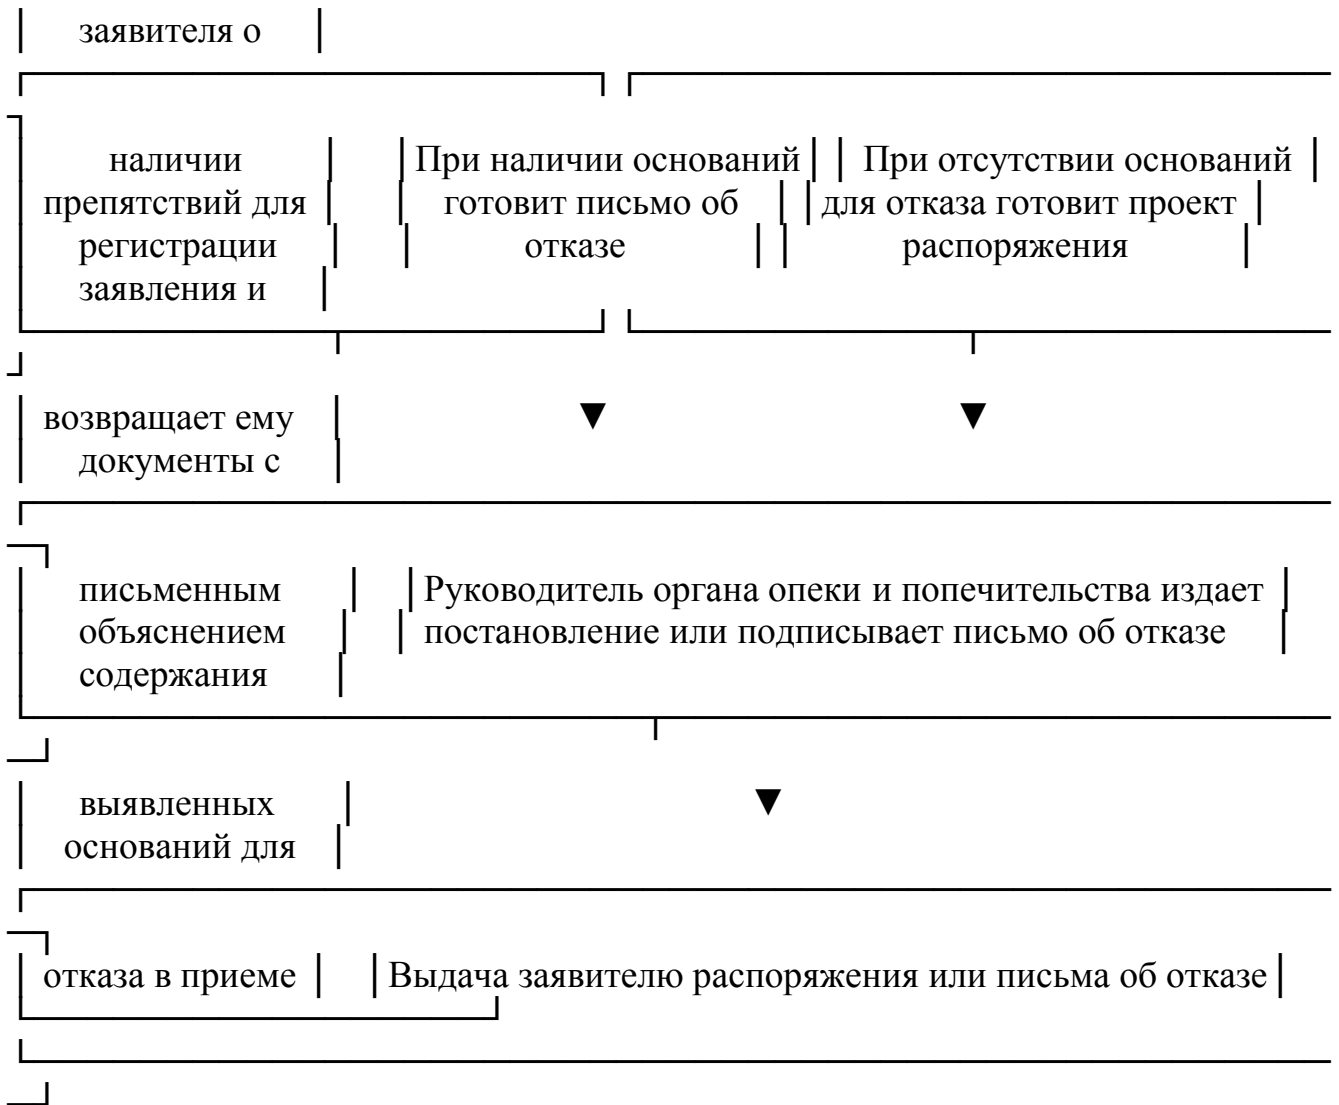 заявителя о
наличии При наличии оснований При отсутствии оснований
препятствий для готовит письмо об для отказа готовит проект
регистрации отказе распоряжения
заявления и
возвращает ему
документы с
письменным Руководитель органа опеки и попечительства издает
объяснением постановление или подписывает письмо об отказе
содержания
выявленных
оснований для
отказа в приеме Выдача заявителю распоряжения или письма об отказе